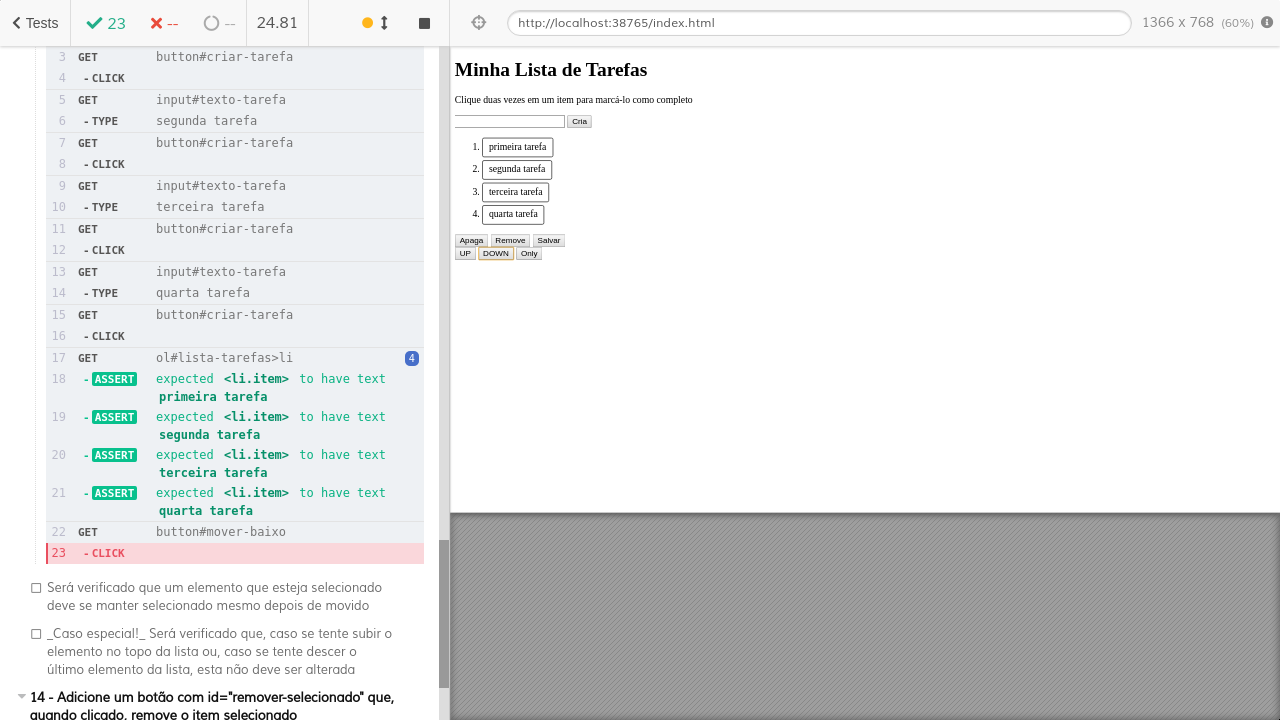 Tests 23 -- -- 24.81 http://localhost:38765/index.html 1366 x 768 (60%)
3 GET button#criar-tarefa
4 -CLICK
5 GET input#texto-tarefa
6 -TYPE segunda tarefa
7 GET button#criar-tarefa
8 -CLICK
9 GET input#texto-tarefa
10 -TYPE terceira tarefa
11 GET button#criar-tarefa
12 -CLICK
13 GET input#texto-tarefa
14 -TYPE quarta tarefa
15 GET button#criar-tarefa
16 -CLICK
17 GET ol#lista-tarefas>li 4
18 -ASSERT expected <li.item> to have text
primeira tarefa
19 -ASSERT expected <li.item> to have text
segunda tarefa
20 -ASSERT expected <li.item> to have text
terceira tarefa
21 -ASSERT expected <li.item> to have text
quarta tarefa
22 GET button#mover-baixo
23 -CLICK
Será verificado que um elemento que esteja selecionado
deve se manter selecionado mesmo depois de movido
_Caso especial!_ Será verificado que, caso se tente subir o
elemento no topo da lista ou, caso se tente descer o
último elemento da lista, esta não deve ser alterada
14 - Adicione um botão com id="remover-selecionado" que,
quando clicado, remove o item selecionado
Minha Lista de Tarefas
Clique duas vezes em um item para marcá-lo como completo
Cria
1. primeira tarefa
2. segunda tarefa
3. terceira tarefa
4. quarta tarefa
Apaga Remove Salvar
UP DOWN Only